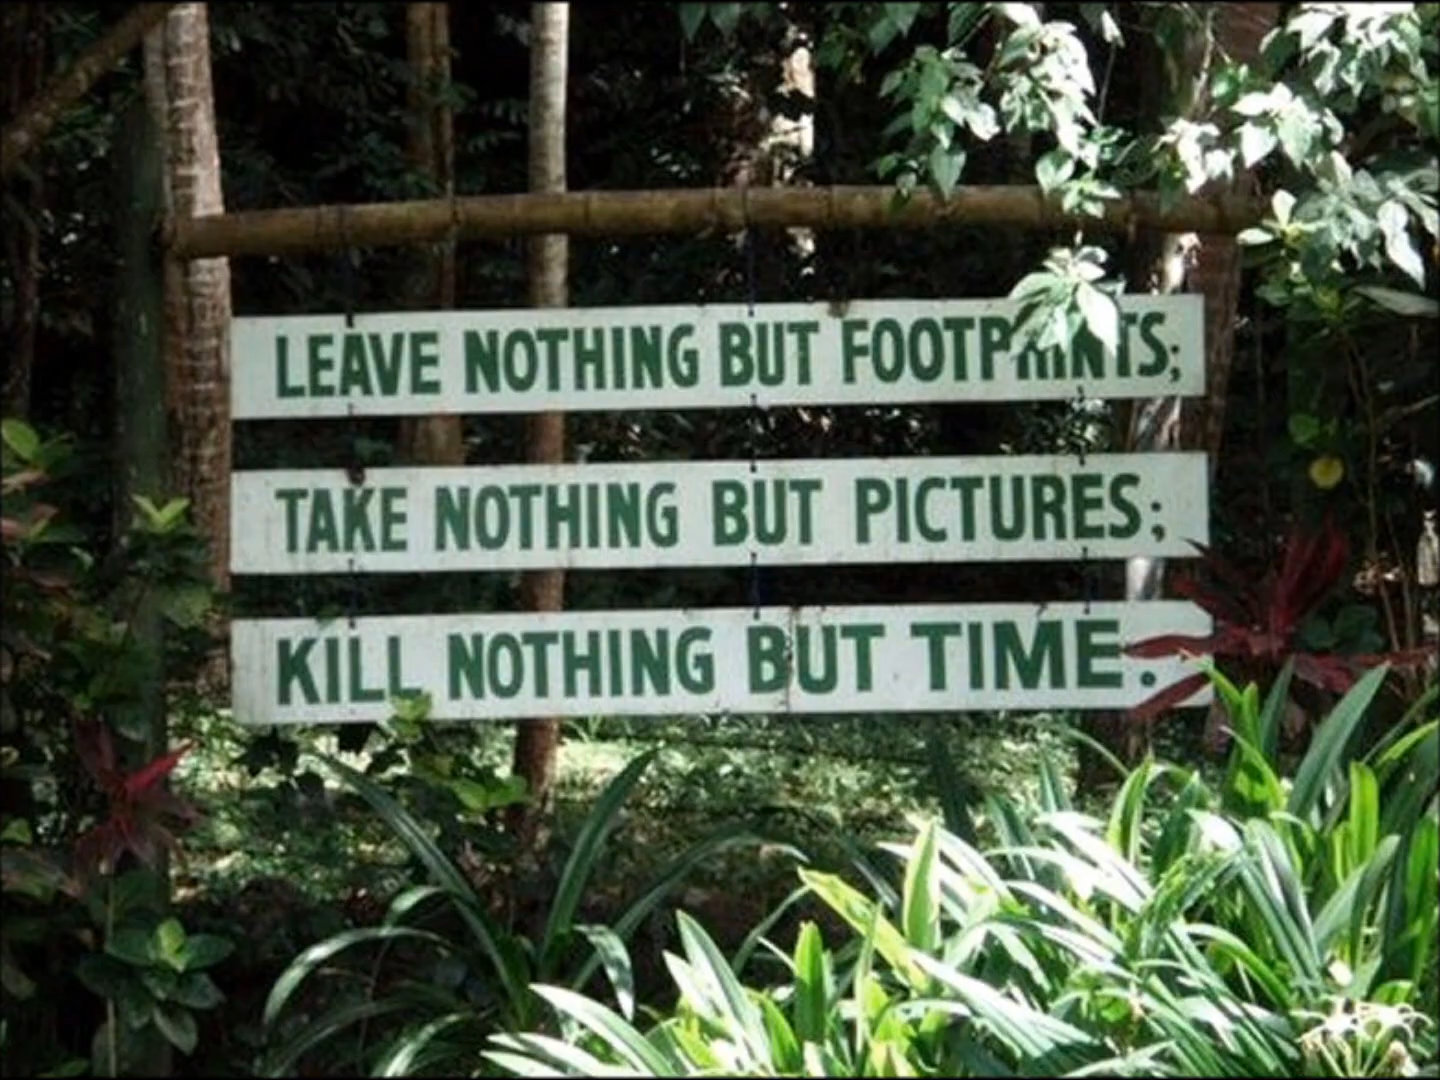 LEAVE NOTHING BUT FOOTPRINTS;
TAKE NOTHING BUT PICTURES;
KILL NOTHING BUT TIME.